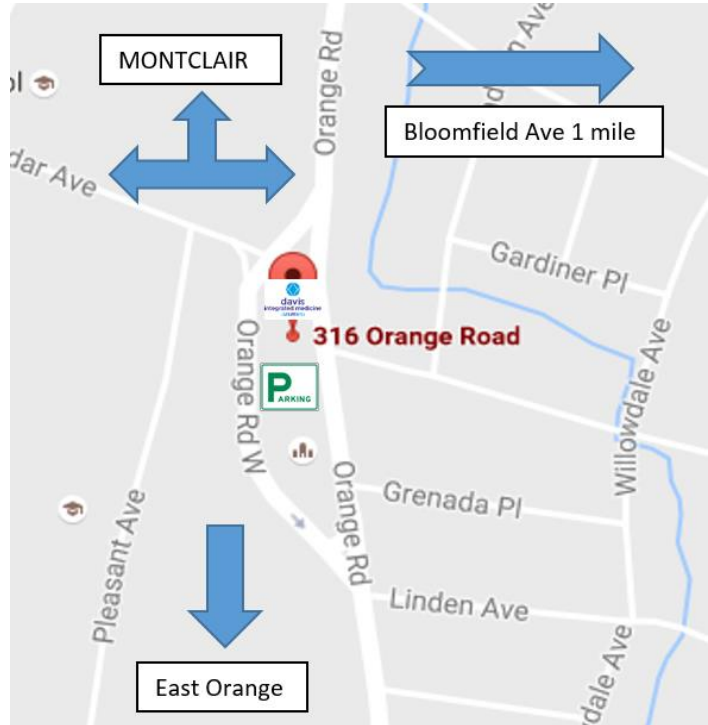 MONTCLAIR
Orange Rd
Bloomfield Ave 1 mile
dar Ave
Gardiner Pl
davis
integrated medicine
316 Orange Road
PARKING
Orange Rd W
Willowdale Ave
Orange Rd
Grenada Pl
Pleasant Ave
Linden Ave
East Orange
wdale Ave